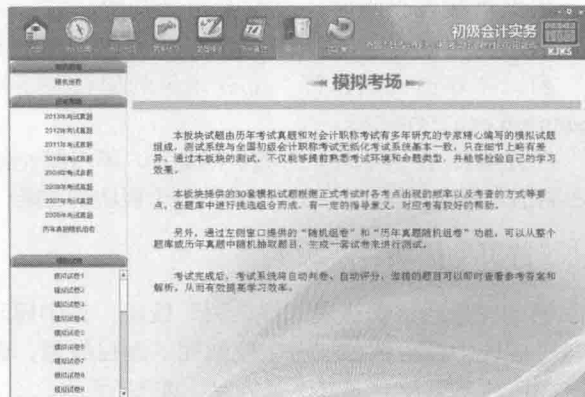 初级会计实务
KJKS
模拟考场
随机组卷
2013年考试真题
2012年考试真题
2011年考试真题
2010年考试真题
2009年考试真题
2008年考试真题
2007年考试真题
2005年考试真题
历年真题随机组卷
模拟试卷
模拟试卷1
模拟试卷2
模拟试卷3
模拟试卷4
模拟试卷5
模拟试卷6
模拟试卷7
模拟试卷8
模拟试卷9
本板块试题由历年考试真题和对会计职称考试有多年研究的专家精心编写的模拟试题
组成，测试系统与全国初级会计职称考试无纸化考试系统基本一致，只在细节上略有差
异。通过本板块的测试，不仅能够提前熟悉考试环境和命题类型，并能够检验自己的学习
效果。
本板块提供的30套模拟试题根据正式考试时各考点出现的概率以及考查的方式等要
点，在题库中进行挑选组合而成，有一定的指导意义，对应考有较好的帮助。
另外，通过左侧窗口提供的“随机组卷”和“历年真题随机组卷”功能，可以从整个
题库或历年真题中随机抽取题目，生成一套试卷来进行测试。
考试完成后，考试系统将自动判卷、自动评分，答错的题目可以即时查看参考答案和
解析，从而有效提高学习效率。